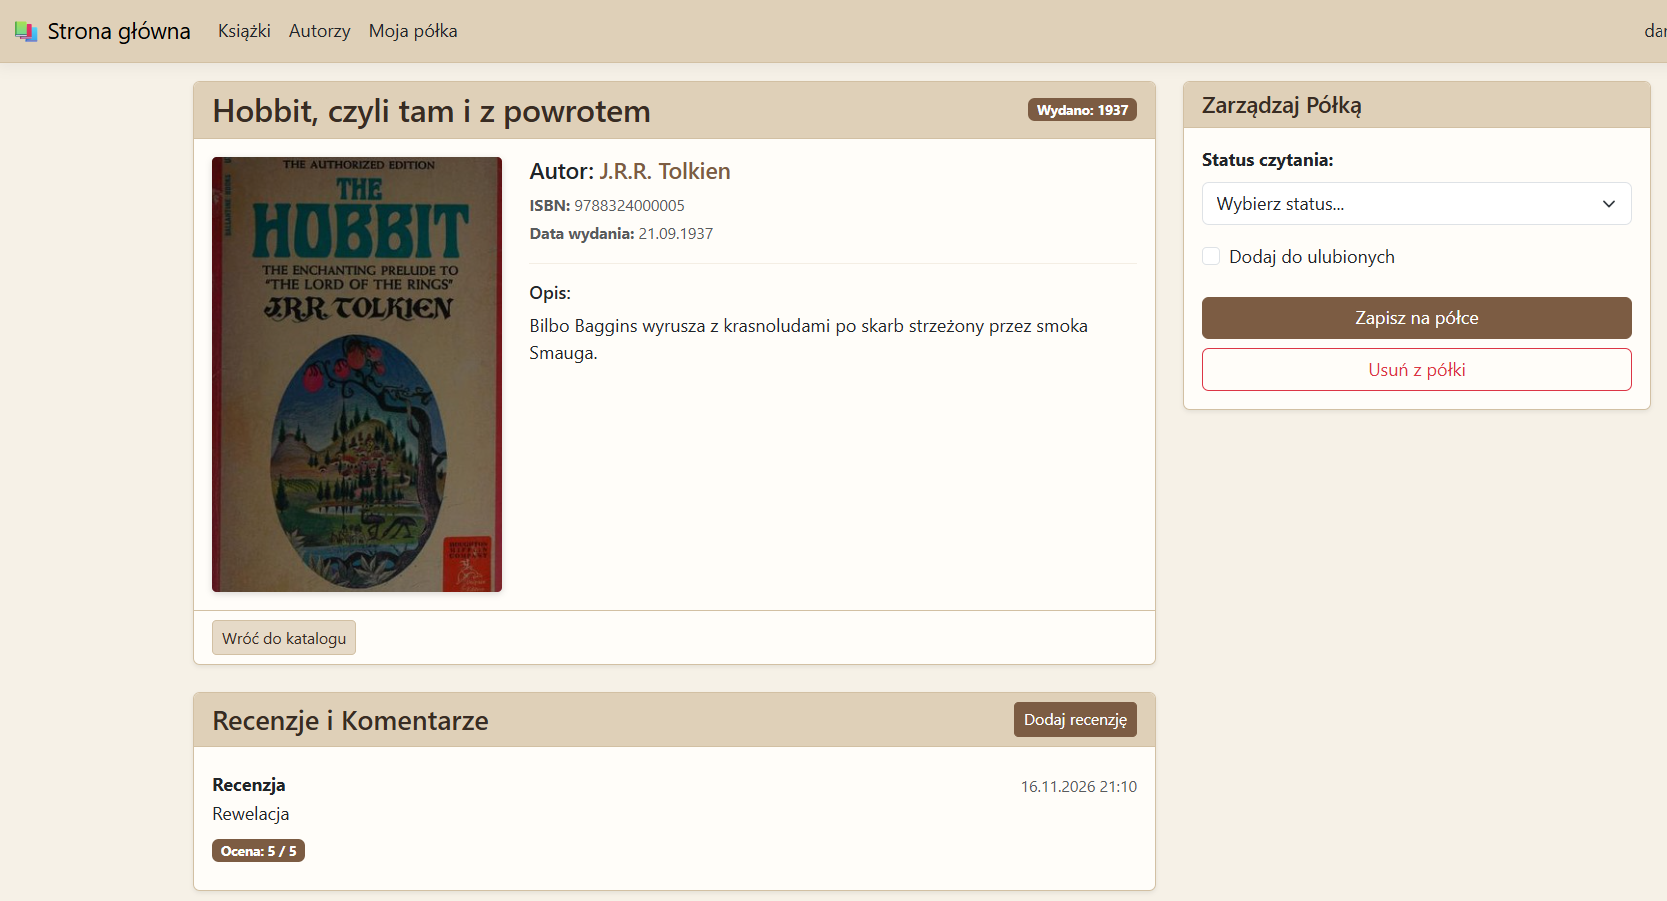 Strona główna
Książki
Autorzy
Moja półka
Hobbit, czyli tam i z powrotem
Wydano: 1937
THE AUTHORIZED EDITION
THE
HOBBIT
THE ENCHANTING PRELUDE TO
"THE LORD OF THE RINGS"
J.R.R. TOLKIEN
Autor: J.R.R. Tolkien
ISBN: 9788324000005
Data wydania: 21.09.1937
Opis:
Bilbo Baggins wyrusza z krasnoludami po skarb strzeżony przez smoka
Smauga.
Wróć do katalogu
Zarządzaj Półką
Status czytania:
Wybierz status...
Dodaj do ulubionych
Zapisz na półce
Usuń z półki
Recenzje i Komentarze
Dodaj recenzję
Recenzja
16.11.2026 21:10
Rewelacja
Ocena: 5 / 5